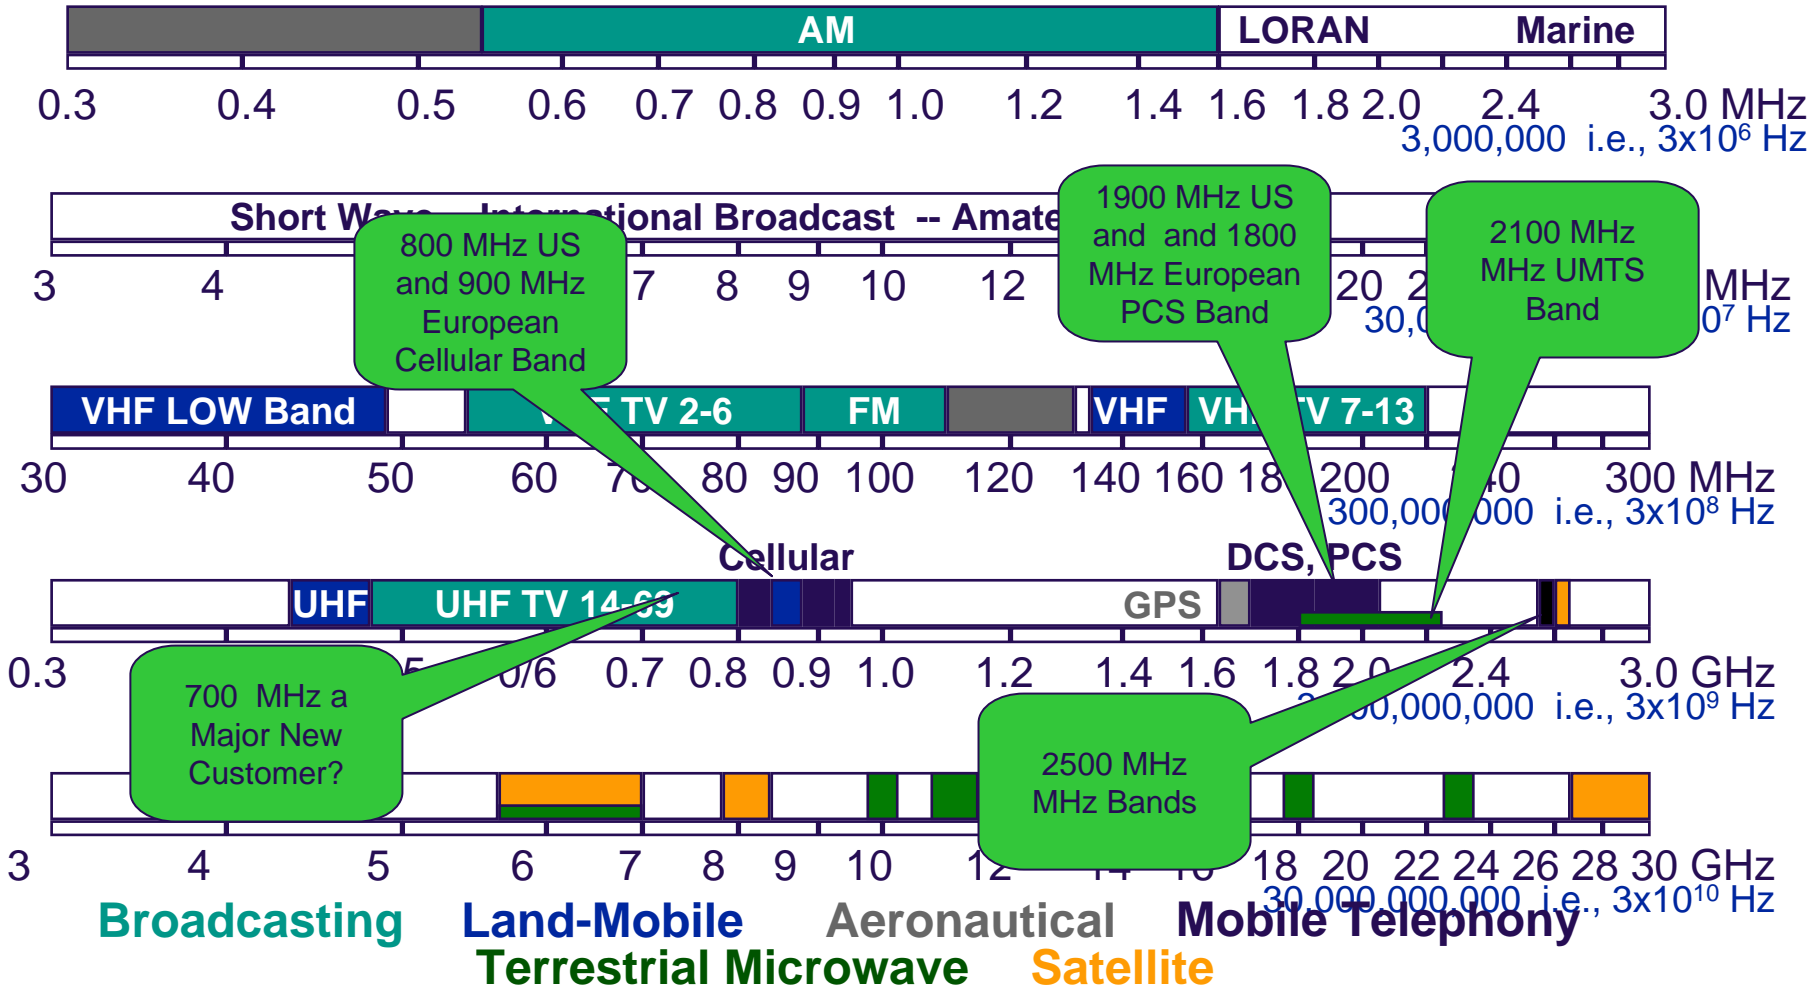 AM LORAN Marine
0.3 0.4 0.5 0.6 0.7 0.8 0.9 1.0 1.2 1.4 1.6 1.8 2.0 2.4 3.0 MHz
3,000,000 i.e., 3x10⁶ Hz
Short International Broadcast --
3 4 7 8 9 10 12 20 MHz
Hz
800 MHz US
and 900 MHz
European
Cellular Band
1900 MHz US
and and 1800
MHz European
PCS Band
2100 MHz
MHz UMTS
Band
VHF LOW Band TV 2-6 FM VHF TV 7-13
30 40 50 60 80 90 100 120 140 160 200 300 MHz
i.e., 3x10⁸ Hz
Cellular DCS, PCS
UHF UHF TV 14-69 GPS
0.3 0/6 0.7 0.8 0.9 1.0 1.2 1.4 1.6 1.8 2.4 3.0 GHz
i.e., 3x10⁹ Hz
700 MHz a
Major New
Customer?
2500 MHz
MHz Bands
3 4 5 6 7 8 9 10 12 18 20 22 24 26 28 30 GHz
30,000,000,000 i.e., 3x10¹⁰ Hz
Broadcasting Land-Mobile Aeronautical Mobile Telephony
Terrestrial Microwave Satellite